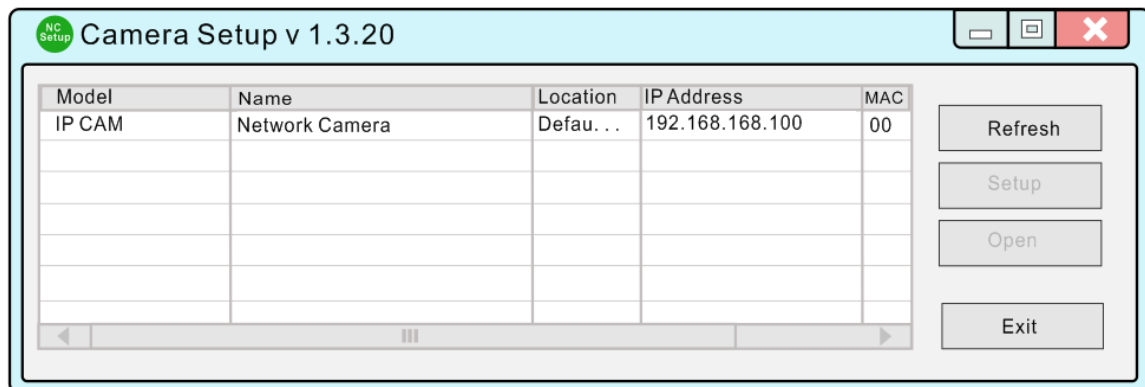 NC
Setup
Camera Setup v 1.3.20
Model Name Location IP Address MAC
IP CAM Network Camera Defau... 192.168.168.100 00
Refresh
Setup
Open
Exit